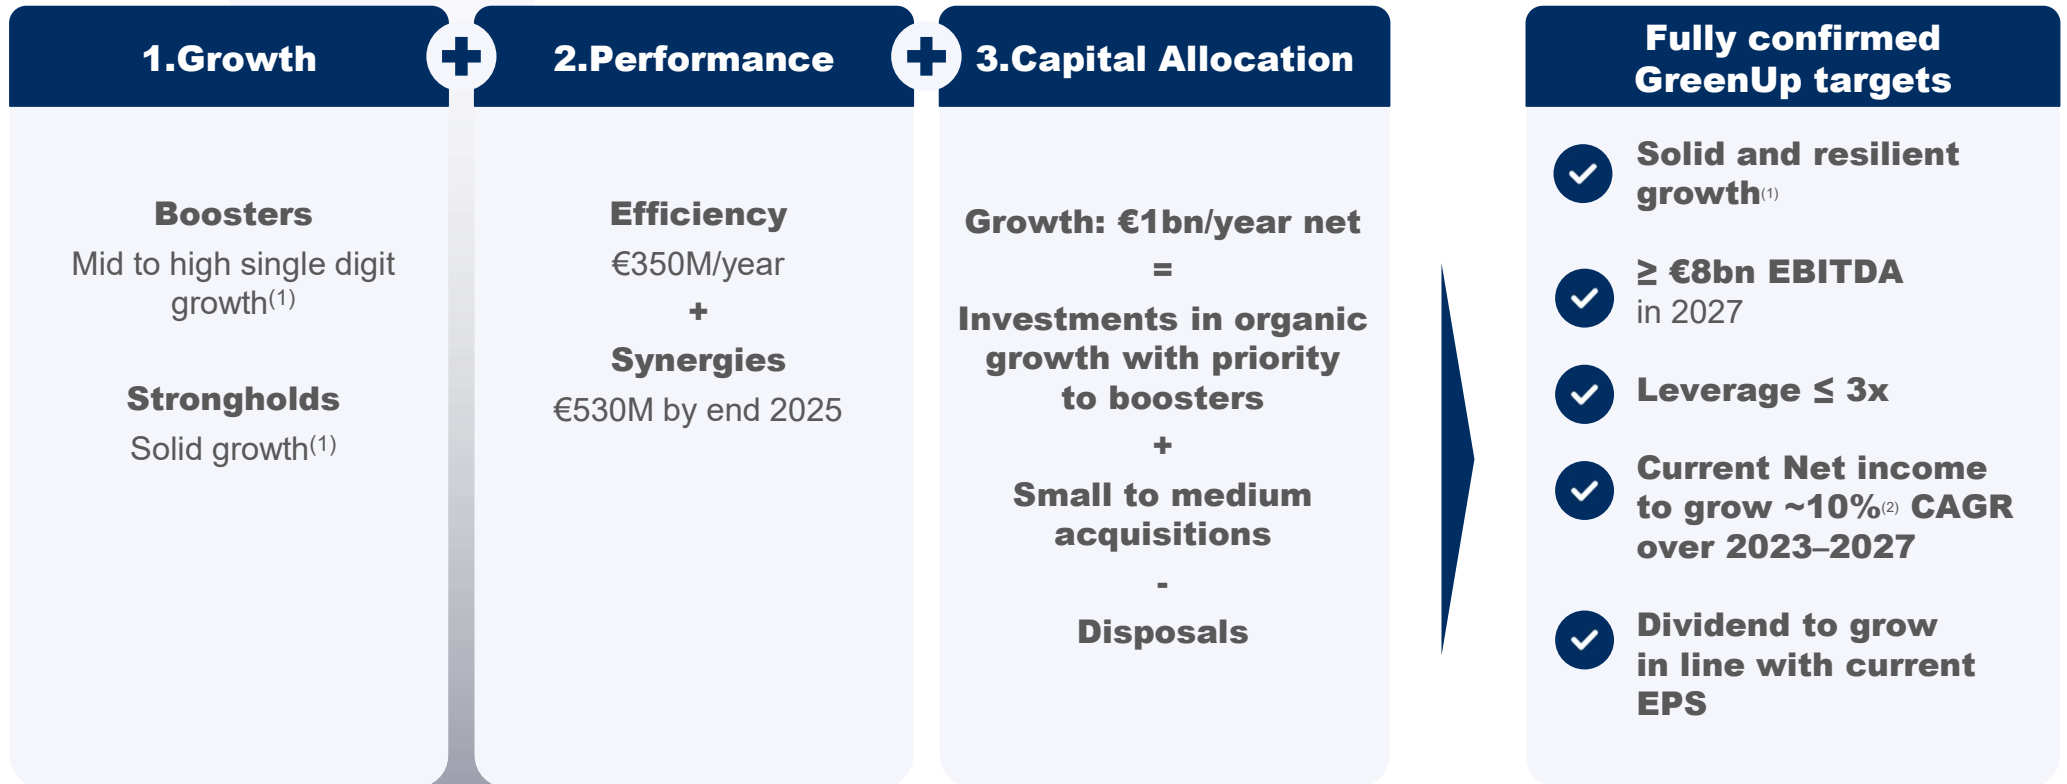 1.Growth
Boosters
Mid to high single digit
growth(1)
Strongholds
Solid growth(1)
2.Performance
Efficiency
€350M/year
+
Synergies
€530M by end 2025
3.Capital Allocation
Growth: €1bn/year net
=
Investments in organic
growth with priority
to boosters
+
Small to medium
acquisitions
-
Disposals
Fully confirmed
GreenUp targets
Solid and resilient
growth(1)
≥ €8bn EBITDA
in 2027
Leverage ≤ 3x
Current Net income
to grow ~10%(2) CAGR
over 2023–2027
Dividend to grow
in line with current
EPS